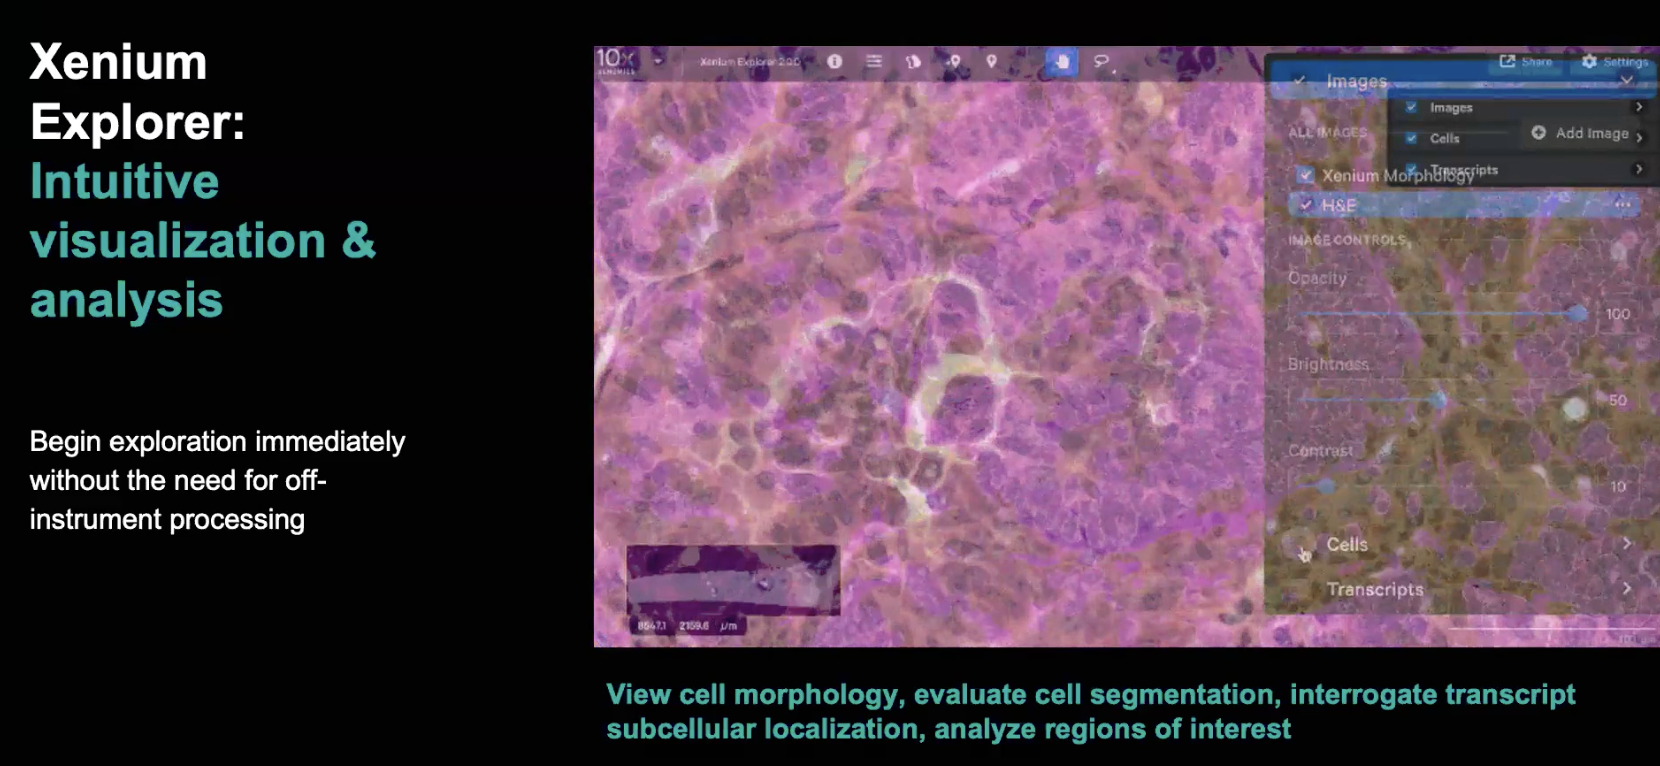 Xenium
Explorer:
Intuitive
visualization &
analysis
Begin exploration immediately
without the need for off-
instrument processing
10x
GENOMICS
Xenium Explorer 2.0.0
Share
Settings
Images
Images
ALL IMAGES
Cells
Add Image
Transcripts
Xenium Morphology
H&E
IMAGE CONTROLS
Opacity
100
Brightness
50
Contrast
10
Cells
Transcripts
8547.1 2159.6 μm
View cell morphology, evaluate cell segmentation, interrogate transcript
subcellular localization, analyze regions of interest